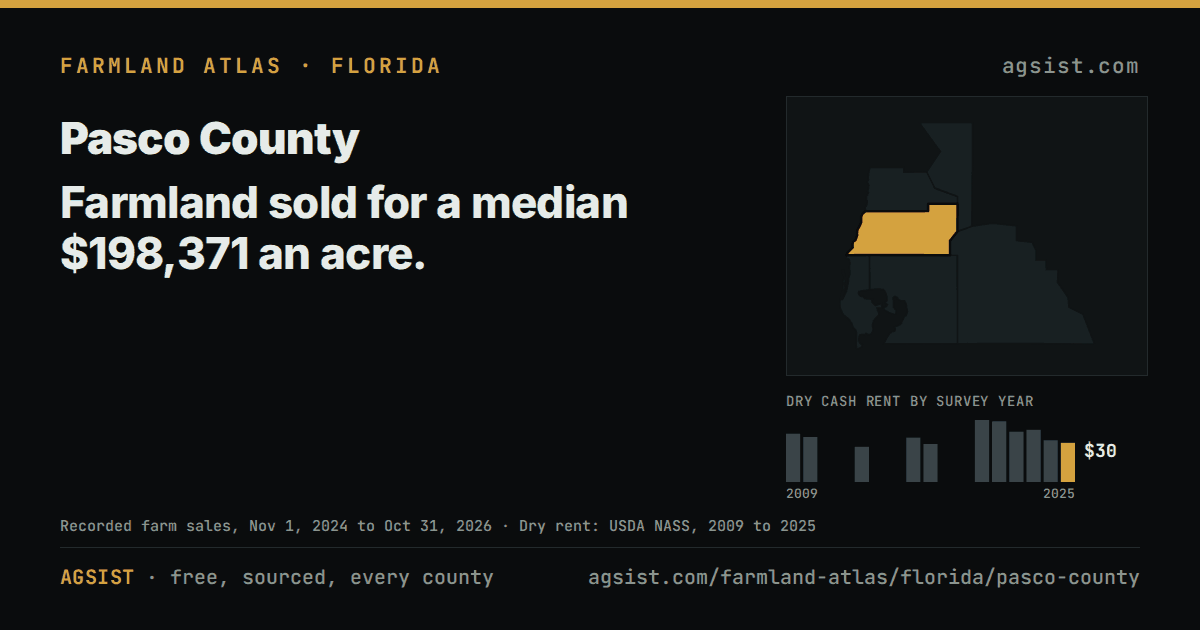 FARMLAND ATLAS · FLORIDA
agsist.com
Pasco County
Farmland sold for a median
$198,371 an acre.
DRY CASH RENT BY SURVEY YEAR
$30
2009
2025
Recorded farm sales, Nov 1, 2024 to Oct 31, 2026 · Dry rent: USDA NASS, 2009 to 2025
AGSIST · free, sourced, every county
agsist.com/farmland-atlas/florida/pasco-county